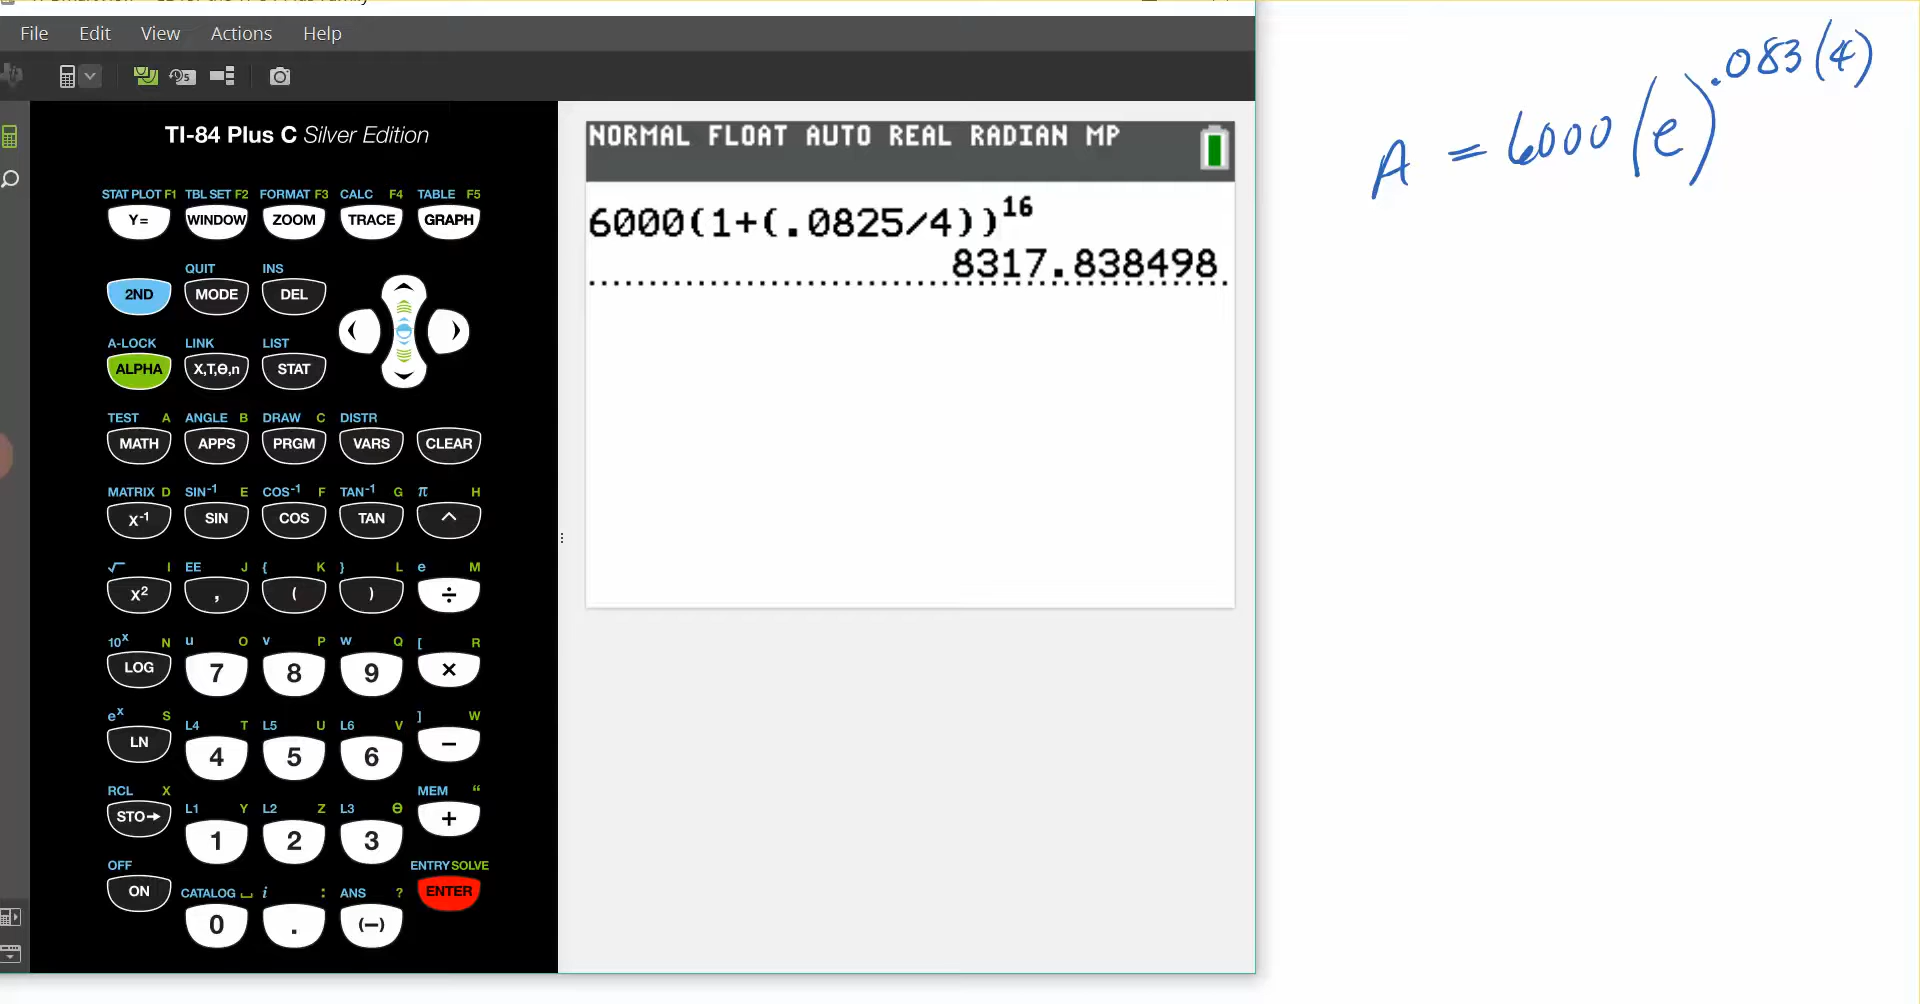 File Edit View Actions Help
TI-84 Plus C Silver Edition
STAT PLOT F1 TBL SET F2 FORMAT F3 CALC F4 TABLE F5
Y= WINDOW ZOOM TRACE GRAPH
QUIT INS
2ND MODE DEL
A-LOCK LINK LIST
ALPHA X,T,Θ,n STAT
TEST A ANGLE B DRAW C DISTR
MATH APPS PRGM VARS CLEAR
MATRIX D SIN⁻¹ E COS⁻¹ F TAN⁻¹ G π H
X⁻¹ SIN COS TAN ^
√ I EE J { K } L e M
X² , ( ) ÷
10ˣ N u O v P w Q [ R
LOG 7 8 9 ×
eˣ S L4 T L5 U L6 V ] W
LN 4 5 6 −
RCL X L1 Y L2 Z L3 Θ MEM “
STO→ 1 2 3 +
OFF CATALOG ⎵ i : ANS ? ENTRY SOLVE
ON 0 . (−) ENTER
NORMAL FLOAT AUTO REAL RADIAN MP
6000(1+(.0825/4))¹⁶
8317.838498
A = 6000(e)^.083(4)